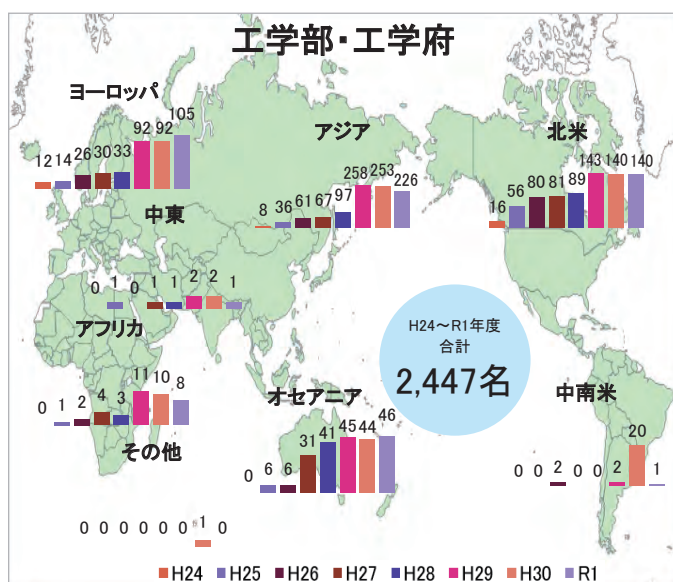 工学部・工学府
ヨーロッパ
12 14 26 30 33 92 92 105
アジア
8 36 61 67 97 258 253 226
北米
16 56 80 81 89 143 140 140
中東
0 1 0 1 1 2 2 1
アフリカ
0 1 2 4 3 11 10 8
H24～R1年度
合計
2,447名
オセアニア
0 6 6 31 41 45 44 46
中南米
0 0 2 0 0 2 20 1
その他
0 0 0 0 0 0 1 0
H24 H25 H26 H27 H28 H29 H30 R1